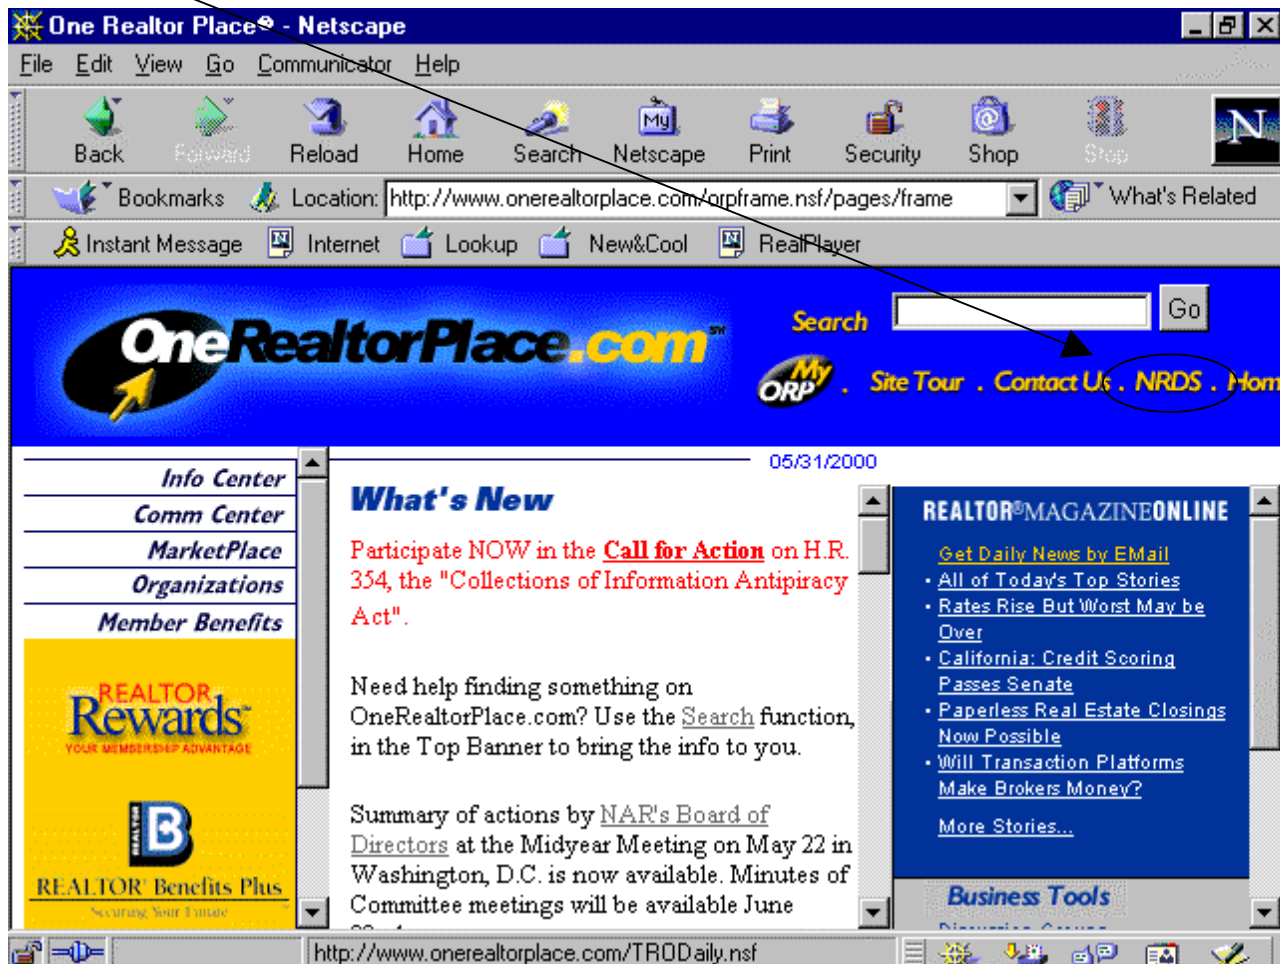 One Realtor Place® - Netscape
File Edit View Go Communicator Help
Back Forward Reload Home Search Netscape Print Security Shop Stop
My
N
Bookmarks Location: http://www.onerealtorplace.com/orpframe.nsf/pages/frame What's Related
Instant Message Internet Lookup New&Cool RealPlayer
OneRealtorPlace.com℠
Search Go
My ORP . Site Tour . Contact Us . NRDS . Hom
05/31/2000
Info Center
Comm Center
MarketPlace
Organizations
Member Benefits
REALTOR
Rewards
YOUR MEMBERSHIP ADVANTAGE
REALTOR
B
REALTOR® Benefits Plus
Securing Your Future
What's New
Participate NOW in the Call for Action on H.R.
354, the "Collections of Information Antipiracy
Act".
Need help finding something on
OneRealtorPlace.com? Use the Search function,
in the Top Banner to bring the info to you.
Summary of actions by NAR's Board of
Directors at the Midyear Meeting on May 22 in
Washington, D.C. is now available. Minutes of
Committee meetings will be available June
REALTOR®MAGAZINEONLINE
Get Daily News by EMail
• All of Today's Top Stories
• Rates Rise But Worst May be
Over
• California: Credit Scoring
Passes Senate
• Paperless Real Estate Closings
Now Possible
• Will Transaction Platforms
Make Brokers Money?
More Stories...
Business Tools
http://www.onerealtorplace.com/TRODaily.nsf